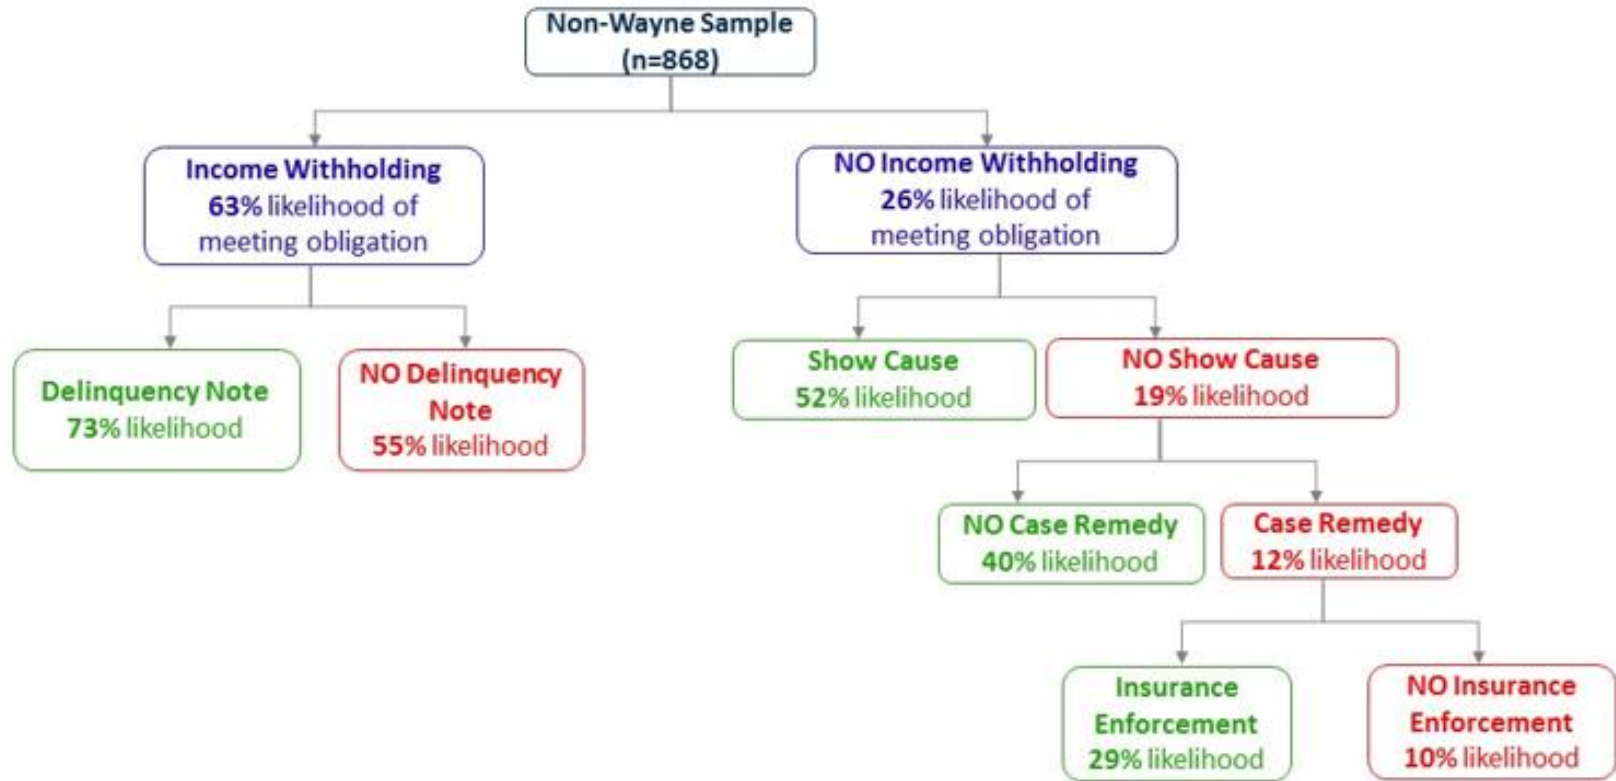 Non-Wayne Sample
(n=868)
Income Withholding
63% likelihood of
meeting obligation
NO Income Withholding
26% likelihood of
meeting obligation
Delinquency Note
73% likelihood
NO Delinquency
Note
55% likelihood
Show Cause
52% likelihood
NO Show Cause
19% likelihood
NO Case Remedy
40% likelihood
Case Remedy
12% likelihood
Insurance
Enforcement
29% likelihood
NO Insurance
Enforcement
10% likelihood